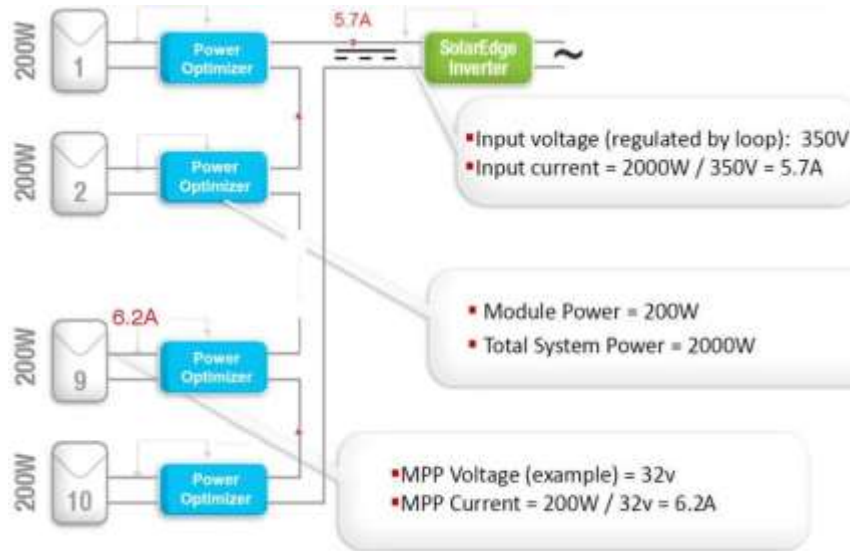 5.7A
200W
1
Power
Optimizer
SolarEdge
Inverter
~
▪Input voltage (regulated by loop): 350V
▪Input current = 2000W / 350V = 5.7A
200W
2
Power
Optimizer
▪ Module Power = 200W
▪ Total System Power = 2000W
6.2A
200W
9
Power
Optimizer
▪MPP Voltage (example) = 32v
▪MPP Current = 200W / 32v = 6.2A
200W
10
Power
Optimizer